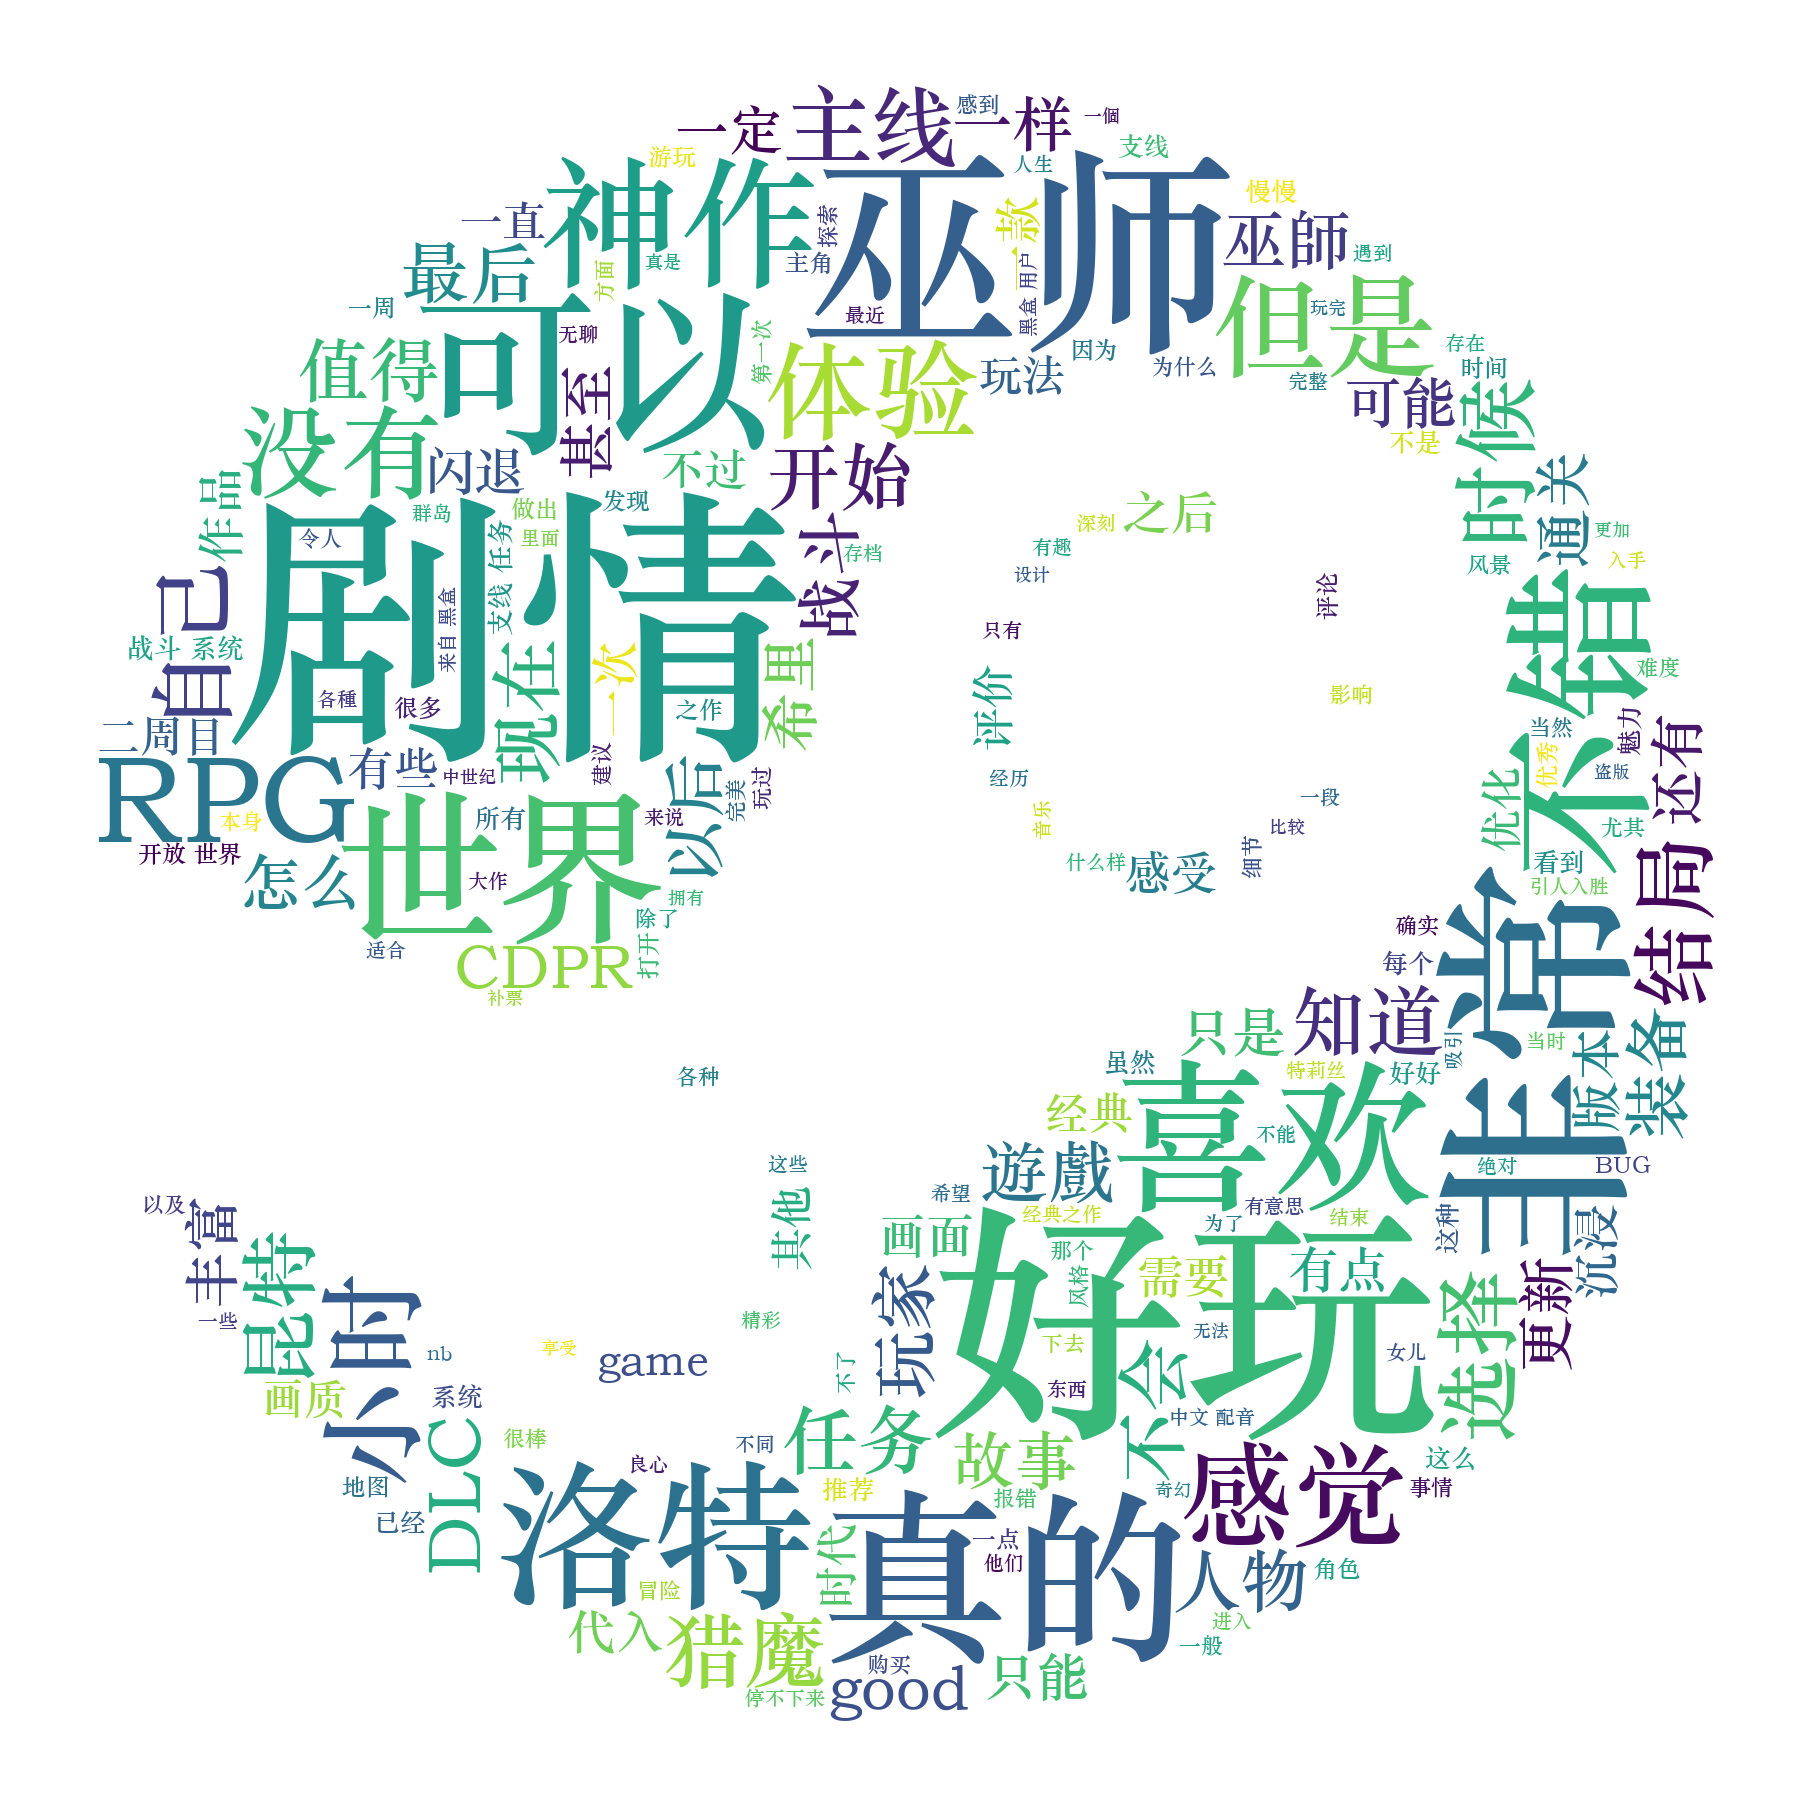 一定
主线
感到
一样
一個
游玩
神作
巫师
人生
支线
慢慢
一直
最后
真是
方面
探索
主角
一款
用户
黑盒
巫師
遇到
一周
可以
无聊
最近
但是
玩完
值得
甚至
第一次
体验
玩法
因为
为什么
完整
存在
时间
可能
时候
没有
闪退
不过
开始
不是
通关
作品
群岛
做出
发现
战斗
存档
深刻
之后
更加
自己
剧情
令人
里面
有趣
风景
入手
来自 黑盒
支线 任务
设计
评论
不错
战斗 系统
现在
一次
希里
只有
难度
各種
很多
之作
评价
影响
二周目
建议
当然
魅力
还有
RPG
有些
中世纪
以后
完美
玩过
经历
优化
优秀
盗版
本身
世界
所有
来说
音乐
一段
比较
尤其
开放 世界
怎么
大作
什么样
感受
细节
看到
引人入胜
结局
拥有
除了
确实
非常
适合
CDPR
打开
每个
补票
知道
只是
吸引
当时
版本
装备
各种
虽然
喜欢
特莉丝
好好
经典
不能
这些
遊戲
绝对
BUG
以及
丰富
其他
希望
经典之作
为了
有意思
结束
这种
沉浸
昆特
小时
画面
好玩
那个
需要
有点
更新
一些
精彩
玩家
风格
无法
选择
nb
享受
game
下去
不会
女儿
画质
系统
不了
东西
DLC
很棒
不同
任务
故事
中文 配音
感觉
这么
地图
良心
洛特
推荐
报错
奇幻
事情
已经
真的
一点
他们
人物
角色
冒险
时代
代入
猎魔
进入
一般
购买
只能
停不下来
good